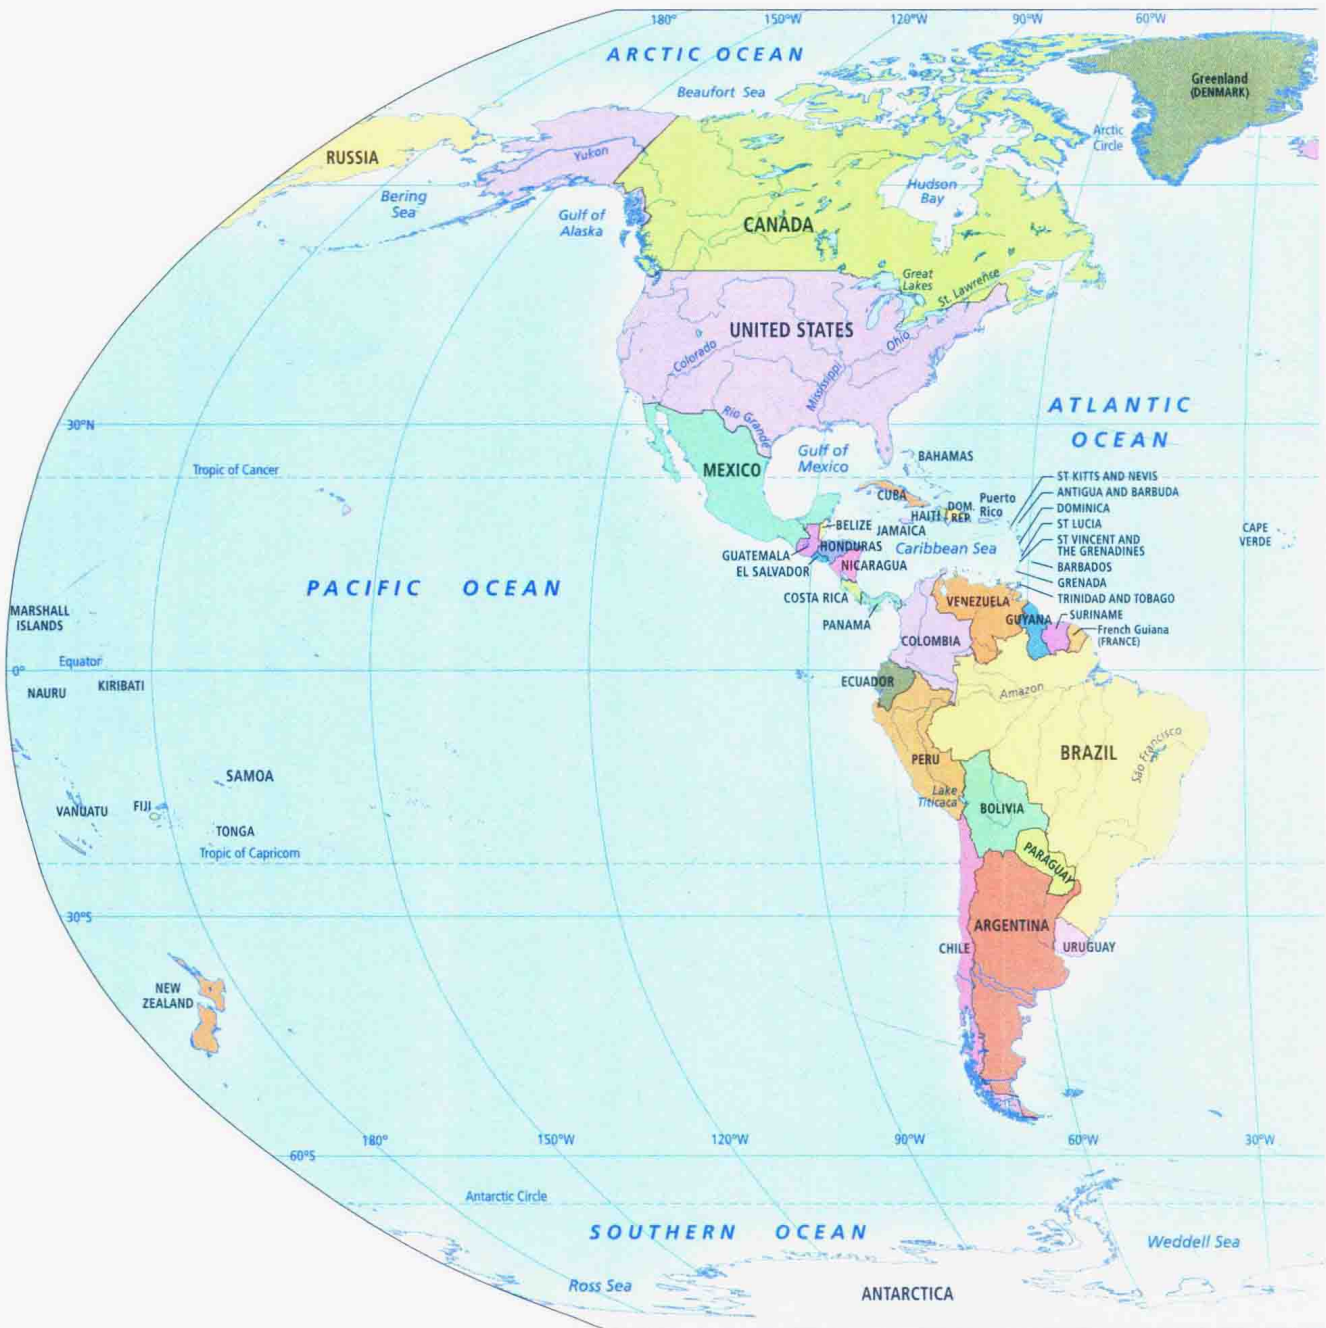 180°
150°W
120°W
90°W
60°W
ARCTIC OCEAN
Beaufort Sea
Greenland
(DENMARK)
Arctic
Circle
RUSSIA
Yukon
Bering
Sea
Gulf of
Alaska
Hudson
Bay
CANADA
Great
Lakes
St. Lawrence
UNITED STATES
Colorado
Ohio
Mississippi
Rio Grande
ATLANTIC
OCEAN
30°N
Tropic of Cancer
MEXICO
Gulf of
Mexico
BAHAMAS
CUBA
HAITI
DOM.
REP.
Puerto
Rico
JAMAICA
BELIZE
ST KITTS AND NEVIS
ANTIGUA AND BARBUDA
DOMINICA
ST LUCIA
ST VINCENT AND
THE GRENADINES
BARBADOS
GRENADA
TRINIDAD AND TOBAGO
CAPE
VERDE
GUATEMALA
HONDURAS
EL SALVADOR
NICARAGUA
Caribbean Sea
COSTA RICA
PANAMA
PACIFIC OCEAN
MARSHALL
ISLANDS
VENEZUELA
GUYANA
SURINAME
French Guiana
(FRANCE)
COLOMBIA
Equator
0°
NAURU
KIRIBATI
ECUADOR
Amazon
PERU
BRAZIL
São Francisco
SAMOA
VANUATU
FIJI
TONGA
Lake
Titicaca
BOLIVIA
Tropic of Capricorn
PARAGUAY
30°S
ARGENTINA
CHILE
URUGUAY
NEW
ZEALAND
180°
150°W
120°W
90°W
60°W
30°W
60°S
Antarctic Circle
SOUTHERN OCEAN
Weddell Sea
Ross Sea
ANTARCTICA